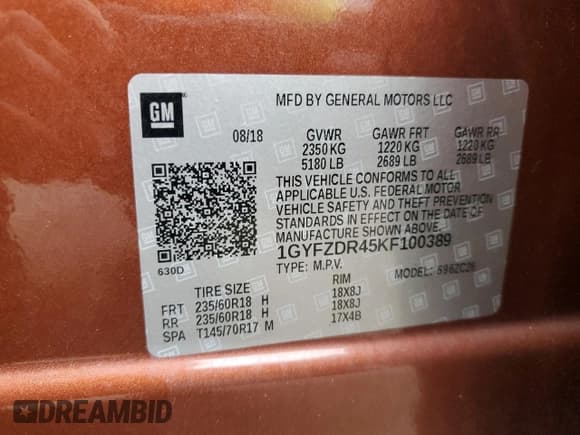 GM
MFD BY GENERAL MOTORS LLC
08/18 GVWR GAWR FRT GAWR RR
2350 KG 1220 KG 1220 KG
5180 LB 2689 LB 2689 LB
THIS VEHICLE CONFORMS TO ALL
APPLICABLE U.S. FEDERAL MOTOR
VEHICLE SAFETY AND THEFT PREVENTION
STANDARDS IN EFFECT ON THE DATE OF
MANUFACTURE SHOWN ABOVE.
1GYFZDR45KF100389
630D
TYPE: M.P.V. MODEL:
TIRE SIZE RIM
FRT 235/60R18 H 18X8J
RR 235/60R18 H 18X8J
SPA T145/70R17 M 17X4B
DREAMBID